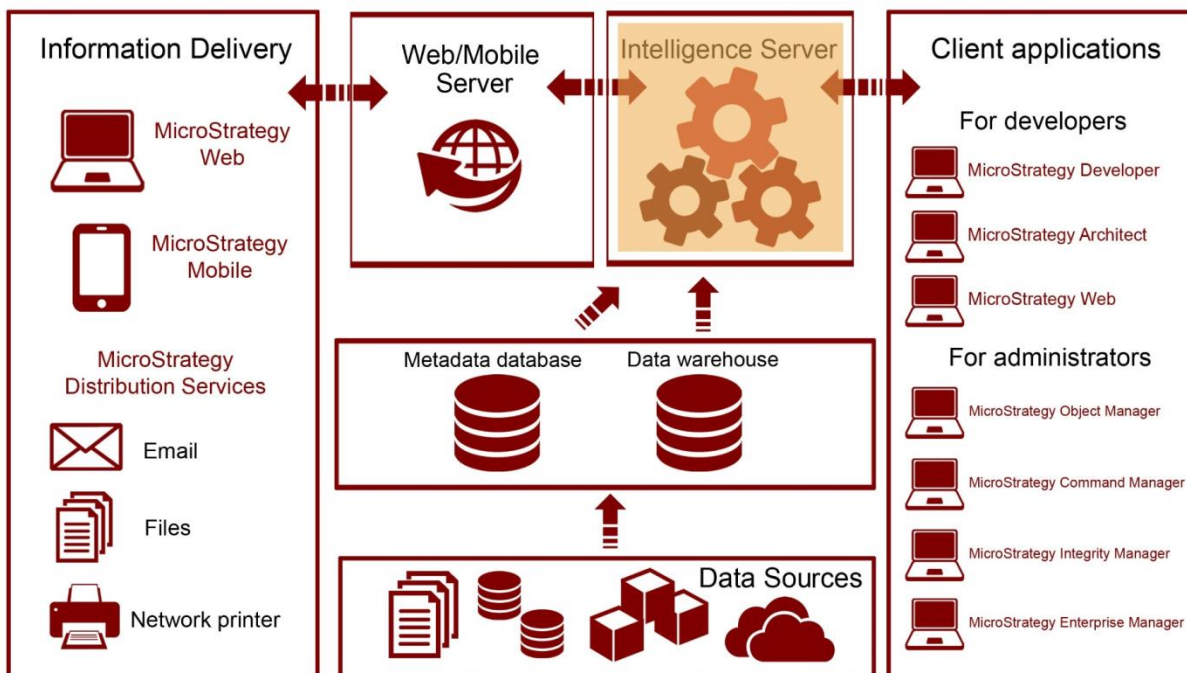 Information Delivery
MicroStrategy
Web
MicroStrategy
Mobile
MicroStrategy
Distribution Services
Email
Files
Network printer
Web/Mobile
Server
Intelligence Server
Metadata database
Data warehouse
Data Sources
Client applications
For developers
MicroStrategy Developer
MicroStrategy Architect
MicroStrategy Web
For administrators
MicroStrategy Object Manager
MicroStrategy Command Manager
MicroStrategy Integrity Manager
MicroStrategy Enterprise Manager